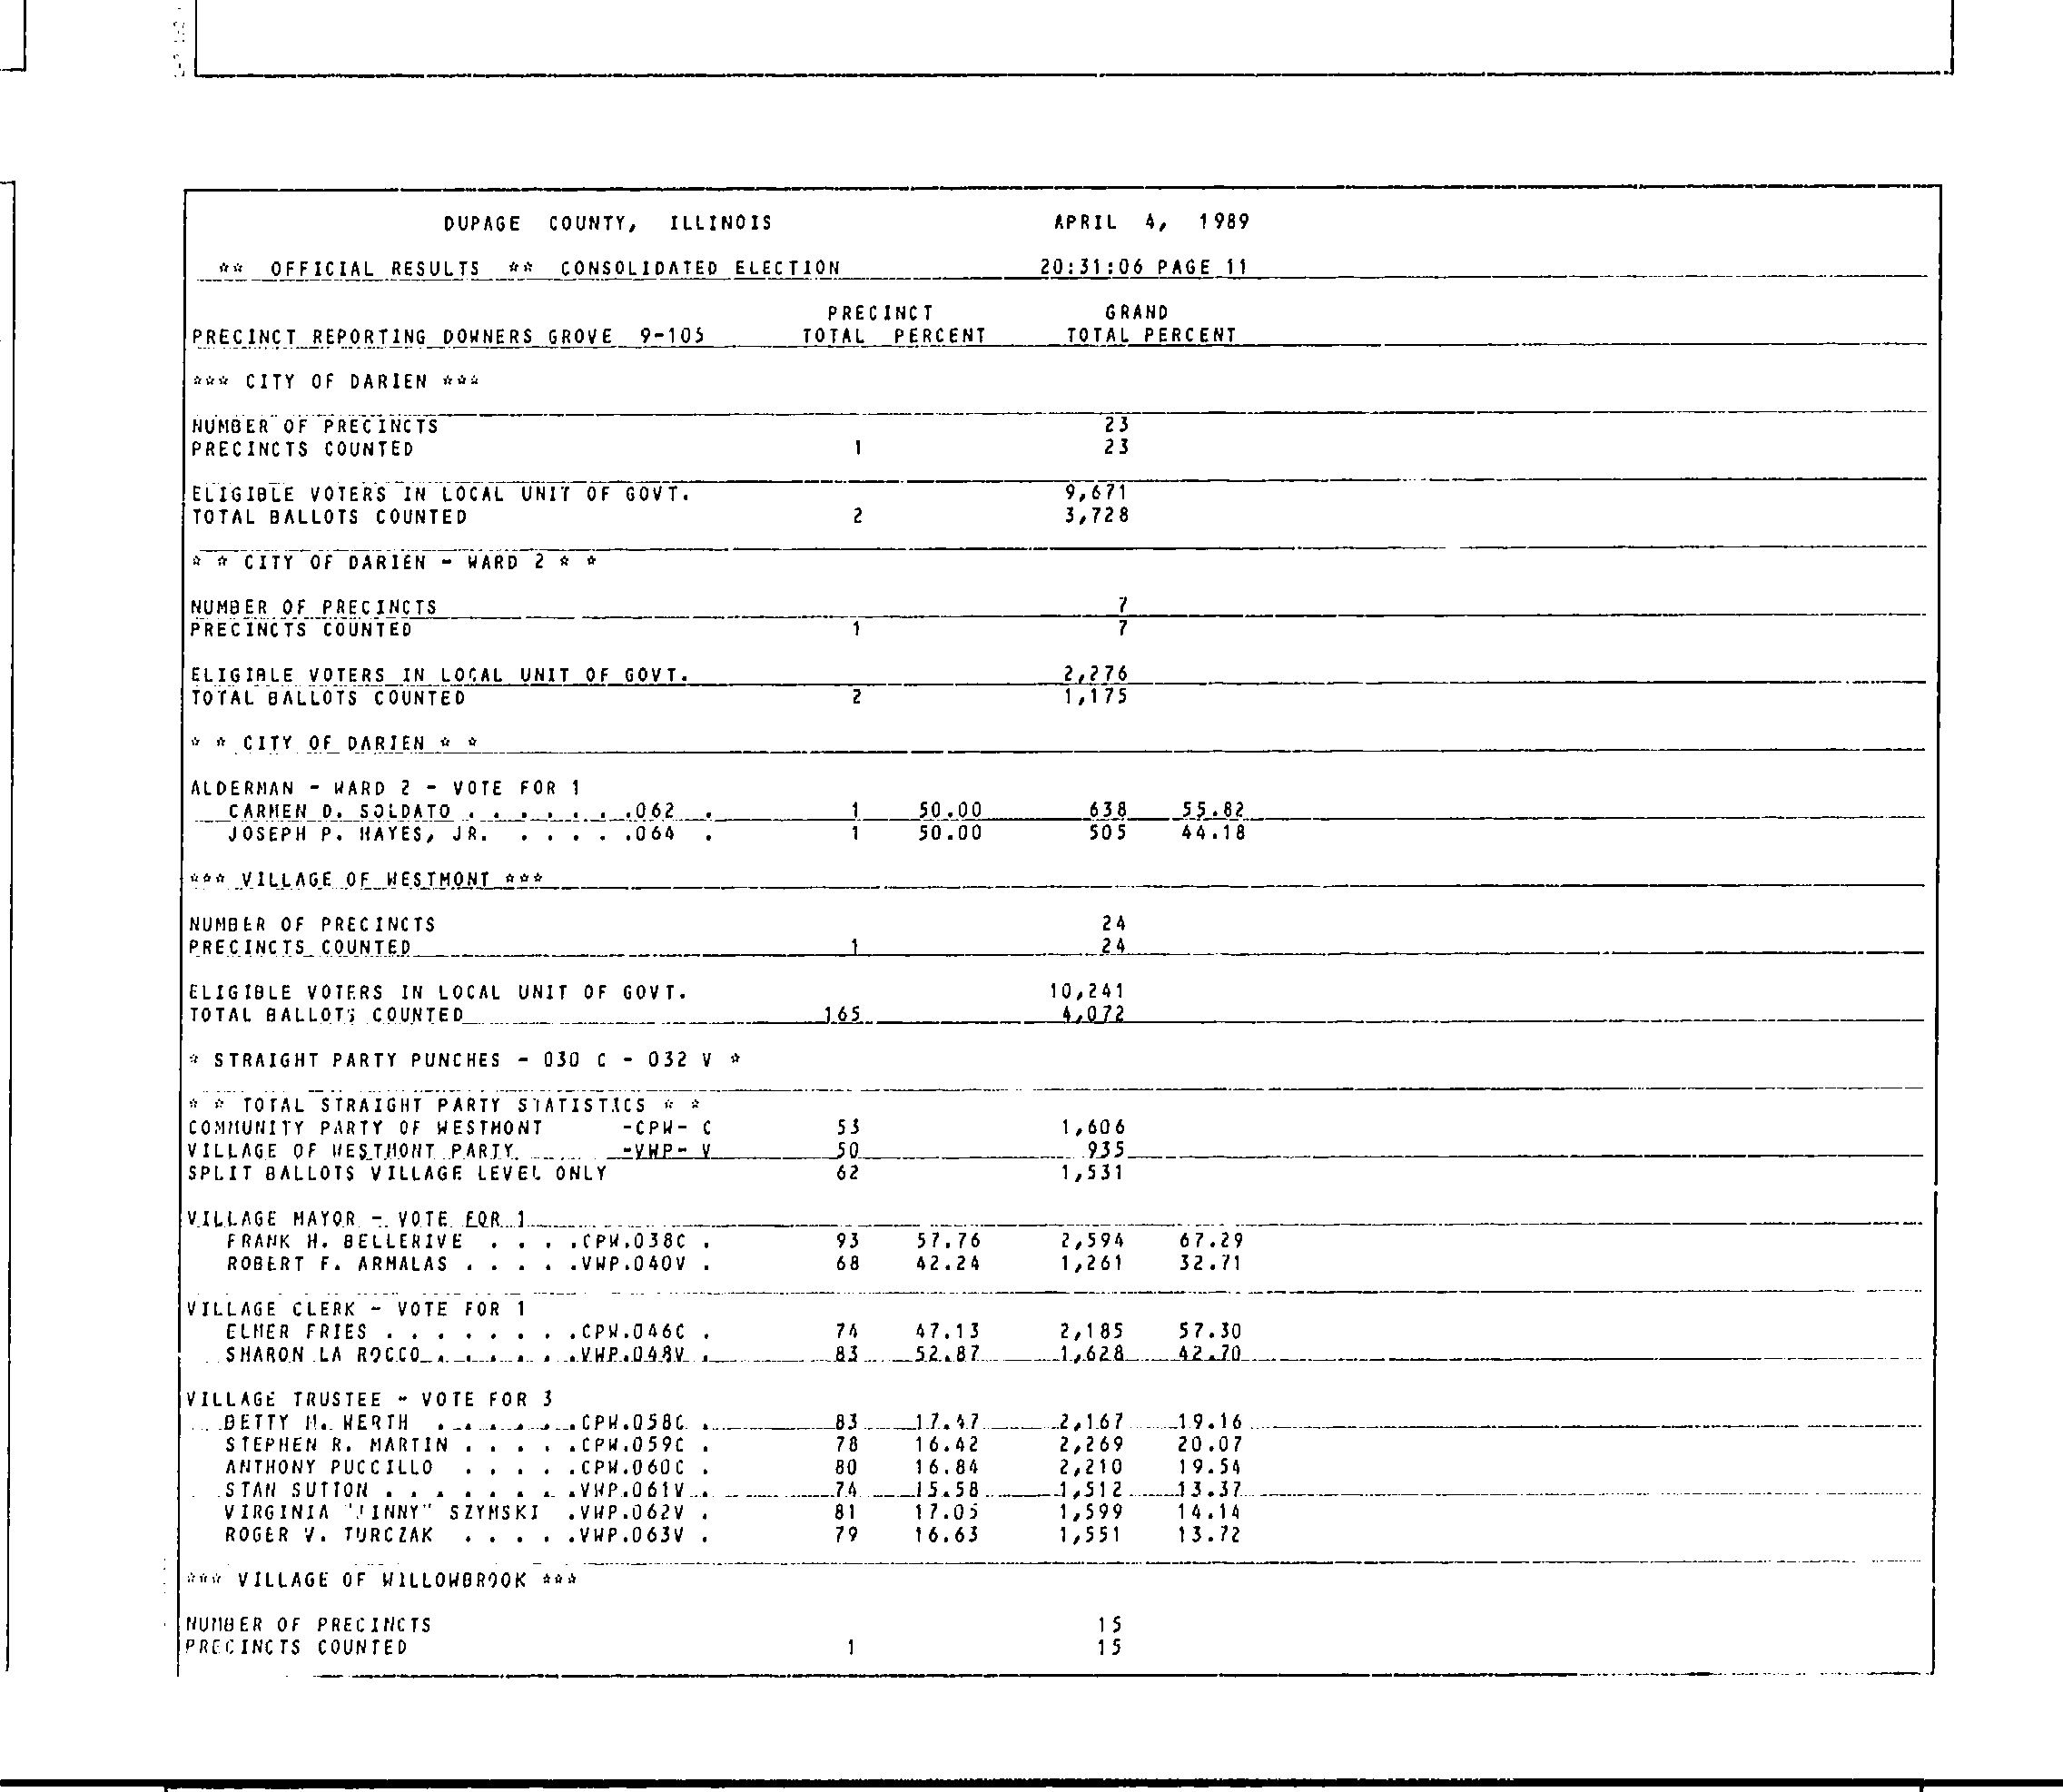 DUPAGE COUNTY, ILLINOIS APRIL 4, 1989
** OFFICIAL RESULTS ** CONSOLIDATED ELECTION 20:31:06 PAGE 11
PRECINCT GRAND
PRECINCT REPORTING DOWNERS GROVE 9-105 TOTAL PERCENT TOTAL PERCENT
*** CITY OF DARIEN ***
NUMBER OF PRECINCTS 23
PRECINCTS COUNTED 1 23
ELIGIBLE VOTERS IN LOCAL UNIT OF GOVT. 9,671
TOTAL BALLOTS COUNTED 2 3,728
* * CITY OF DARIEN - WARD 2 * *
NUMBER OF PRECINCTS 7
PRECINCTS COUNTED 1 7
ELIGIBLE VOTERS IN LOCAL UNIT OF GOVT. 2,276
TOTAL BALLOTS COUNTED 2 1,175
* * CITY OF DARIEN * *
ALDERMAN - WARD 2 - VOTE FOR 1
CARMEN D. SOLDATO . . . . . . .062 . 1 50.00 638 55.82
JOSEPH P. HAYES, JR. . . . . .064 . 1 50.00 505 44.18
*** VILLAGE OF WESTMONT ***
NUMBER OF PRECINCTS 24
PRECINCTS COUNTED 1 24
ELIGIBLE VOTERS IN LOCAL UNIT OF GOVT. 10,241
TOTAL BALLOTS COUNTED 165 4,072
* STRAIGHT PARTY PUNCHES - 030 C - 032 V *
* * TOTAL STRAIGHT PARTY STATISTICS * *
COMMUNITY PARTY OF WESTMONT -CPW- C 53 1,606
VILLAGE OF WESTMONT PARTY -VWP- V 50 935
SPLIT BALLOTS VILLAGE LEVEL ONLY 62 1,531
VILLAGE MAYOR - VOTE FOR 1
FRANK H. BELLERIVE . . . .CPW.038C . 93 57.76 2,594 67.29
ROBERT F. ARMALAS . . . . .VWP.040V . 68 42.24 1,261 32.71
VILLAGE CLERK - VOTE FOR 1
ELMER FRIES . . . . . . . .CPW.046C . 74 47.13 2,185 57.30
SHARON LA ROCCO . . . . . .VWP.048V . 83 52.87 1,628 42.70
VILLAGE TRUSTEE - VOTE FOR 3
BETTY M. WERTH . . . . . .CPW.058C . 83 17.47 2,167 19.16
STEPHEN R. MARTIN . . . . .CPW.059C . 78 16.42 2,269 20.07
ANTHONY PUCCILLO . . . . .CPW.060C . 80 16.84 2,210 19.54
STAN SUTTON . . . . . . . .VWP.061V . 74 15.58 1,512 13.37
VIRGINIA "JINNY" SZYMSKI .VWP.062V . 81 17.05 1,599 14.14
ROGER V. TURCZAK . . . . .VWP.063V . 79 16.63 1,551 13.72
*** VILLAGE OF WILLOWBROOK ***
NUMBER OF PRECINCTS 15
PRECINCTS COUNTED 1 15